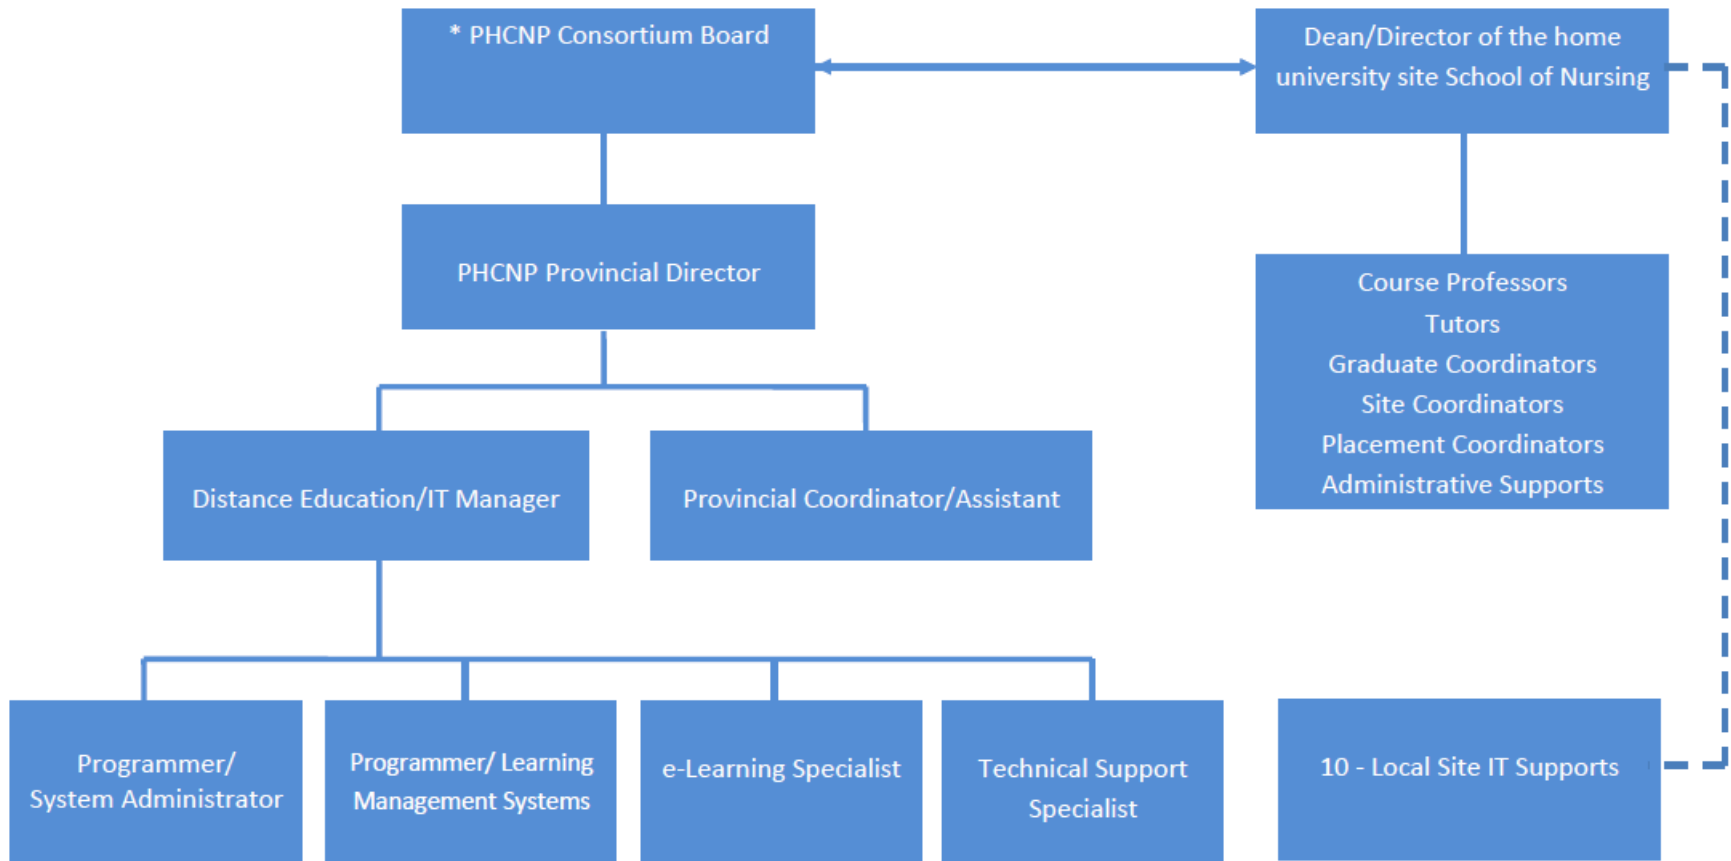 * PHCNP Consortium Board
Dean/Director of the home
university site School of Nursing
PHCNP Provincial Director
Course Professors
Tutors
Graduate Coordinators
Site Coordinators
Placement Coordinators
Administrative Supports
Distance Education/IT Manager
Provincial Coordinator/Assistant
Programmer/
System Administrator
Programmer/ Learning
Management Systems
e-Learning Specialist
Technical Support
Specialist
10 - Local Site IT Supports